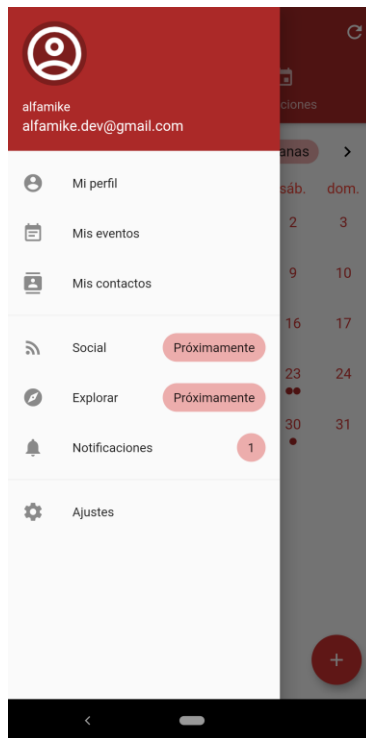 alfamike
alfamike.dev@gmail.com
ciones
anas
sáb. dom.
Mi perfil
2 3
Mis eventos
9 10
Mis contactos
16 17
Social Próximamente
23 24
Explorar Próximamente
30 31
Notificaciones 1
Ajustes
+